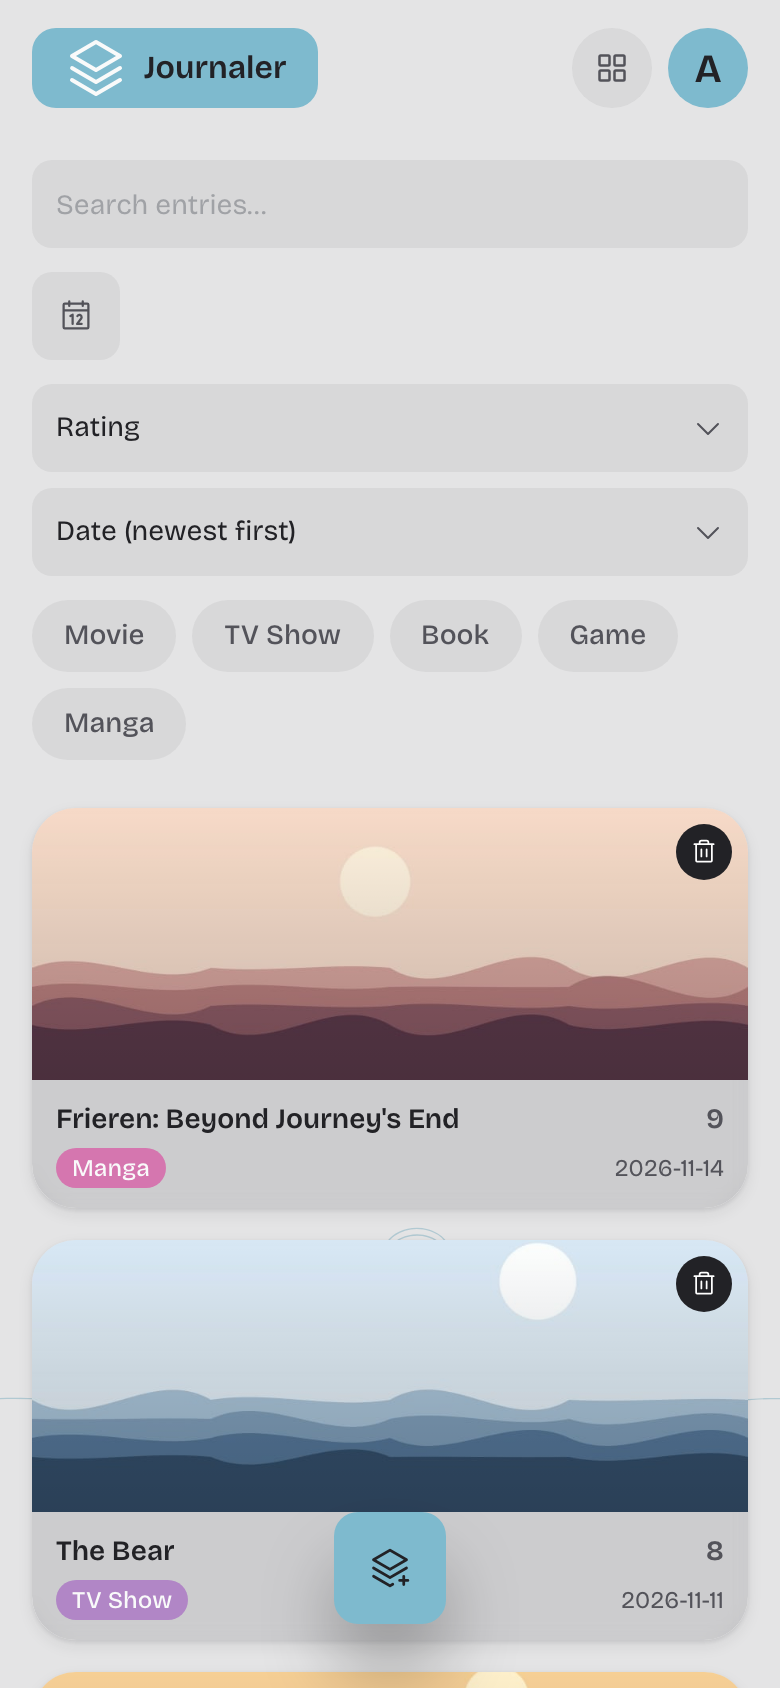 Journaler
A
Search entries...
12
Rating
Date (newest first)
Movie
TV Show
Book
Game
Manga
Frieren: Beyond Journey's End
9
Manga
2026-11-14
The Bear
8
TV Show
2026-11-11